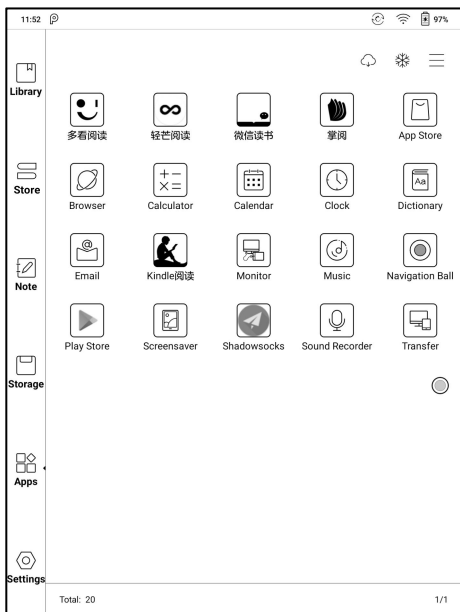 11:52
97%
Library
Store
Note
Storage
Apps
Settings
多看阅读 轻芒阅读 微信读书 掌阅 App Store
Browser Calculator Calendar Clock Dictionary
Aa
Email Kindle阅读 Monitor Music Navigation Ball
Play Store Screensaver Shadowsocks Sound Recorder Transfer
Total: 20 1/1